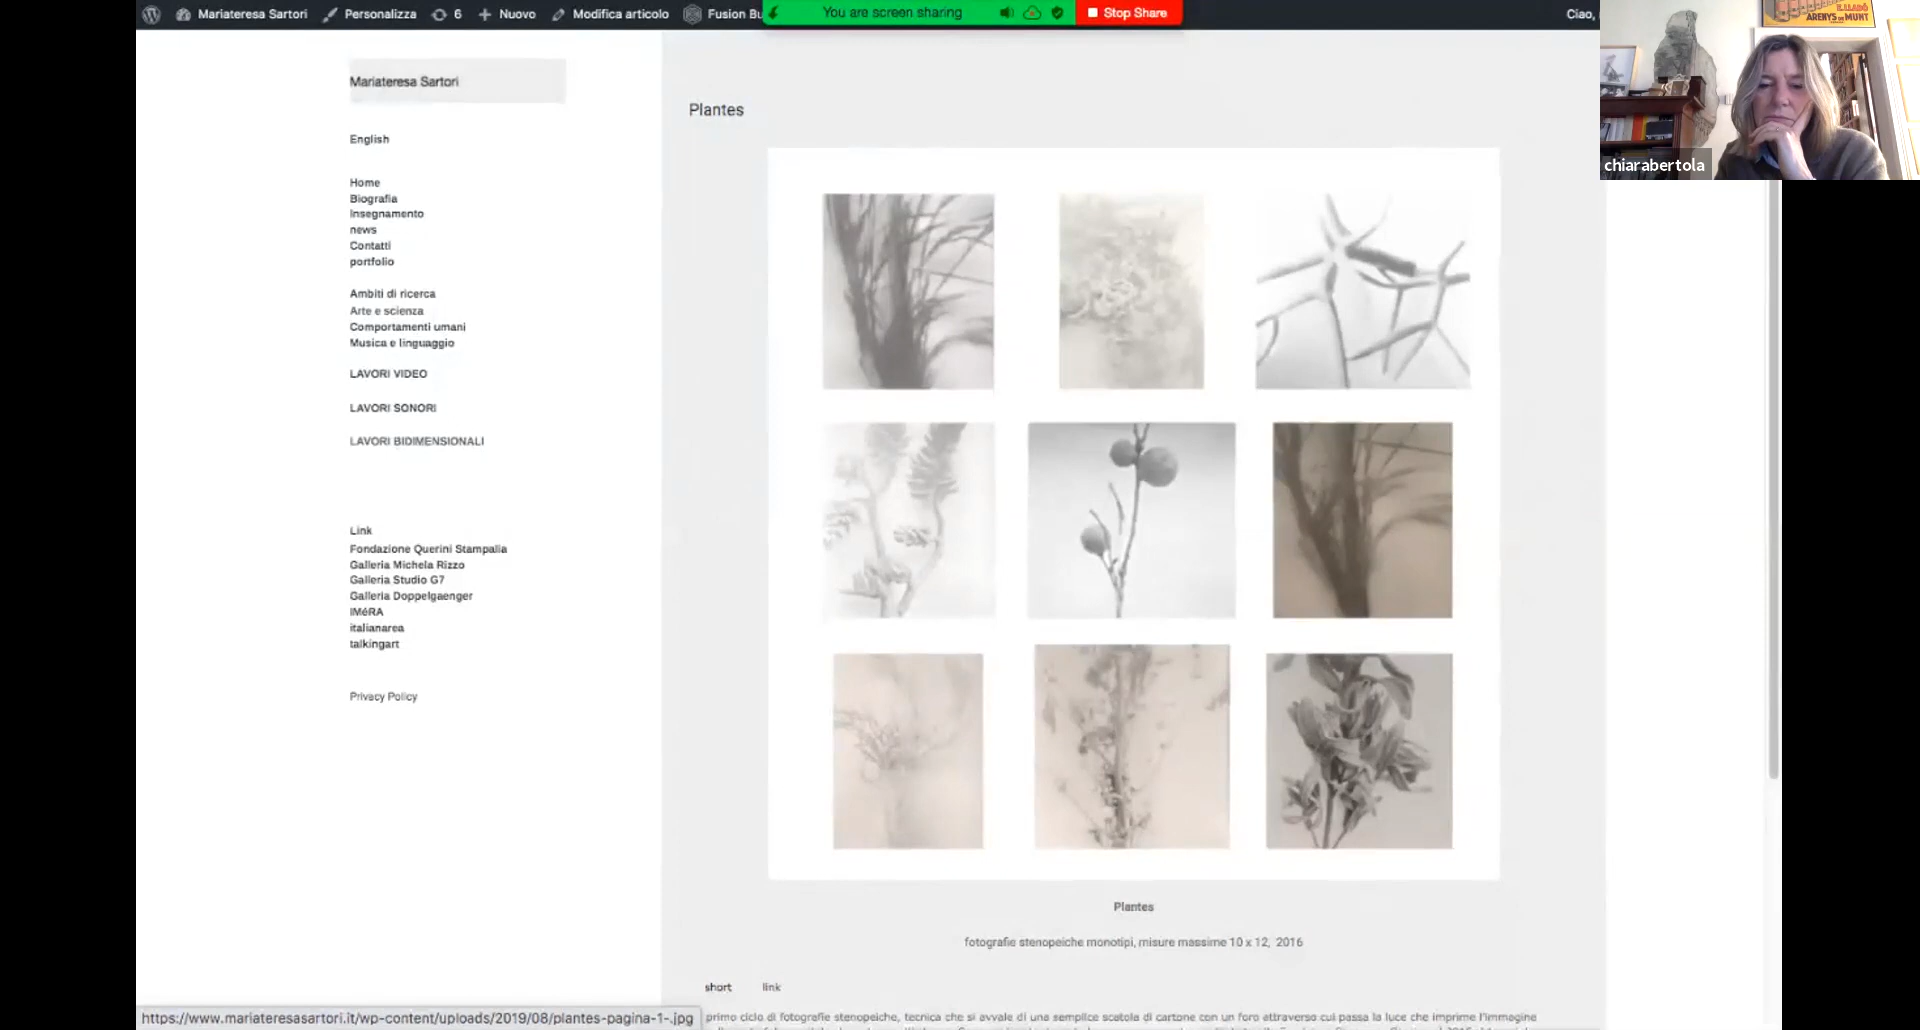 Mariateresa Sartori Personalizza 6 Nuovo Modifica articolo Fusion Bu
You are screen sharing Stop Share
Ciao,
E. LLADÓ
ARENYS DE MUNT
chiarabertola
Mariateresa Sartori
English
Home
Biografia
Insegnamento
news
Contatti
portfolio
Ambiti di ricerca
Arte e scienza
Comportamenti umani
Musica e linguaggio
LAVORI VIDEO
LAVORI SONORI
LAVORI BIDIMENSIONALI
Link
Fondazione Querini Stampalia
Galleria Michela Rizzo
Galleria Studio G7
Galleria Doppelgaenger
IMéRA
italianarea
talkingart
Privacy Policy
Plantes
Plantes
fotografie stenopeiche monotipi, misure massime 10 x 12, 2016
short link
primo ciclo di fotografie stenopeiche, tecnica che si avvale di una semplice scatola di cartone con un foro attraverso cui passa la luce che imprime l'immagine
https://www.mariateresasartori.it/wp-content/uploads/2019/08/plantes-pagina-1-.jpg